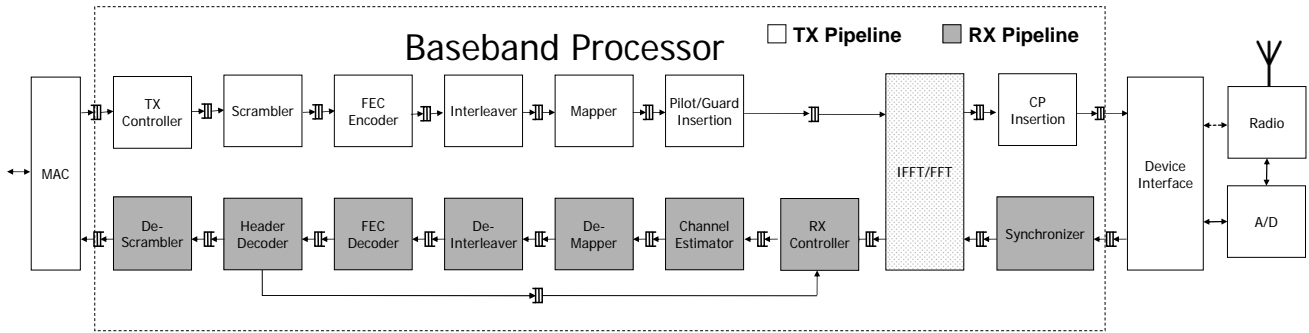 Baseband Processor
TX Pipeline
RX Pipeline
MAC
TX
Controller
Scrambler
FEC
Encoder
Interleaver
Mapper
Pilot/Guard
Insertion
IFFT/FFT
CP
Insertion
Device
Interface
Radio
A/D
De-
Scrambler
Header
Decoder
FEC
Decoder
De-
Interleaver
De-
Mapper
Channel
Estimator
RX
Controller
Synchronizer